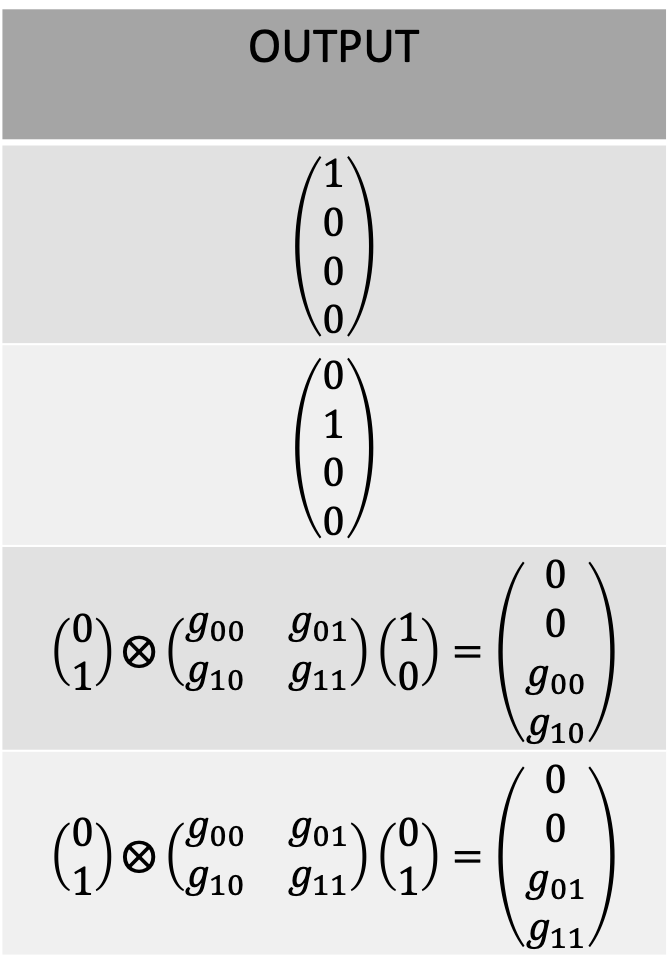 OUTPUT
1
0
0
0
0
1
0
0
(0 1) ⊗ (g₀₀ g₀₁ g₁₀ g₁₁) (1 0) = (0 0 g₀₀ g₁₀)
(0 1) ⊗ (g₀₀ g₀₁ g₁₀ g₁₁) (0 1) = (0 0 g₀₁ g₁₁)